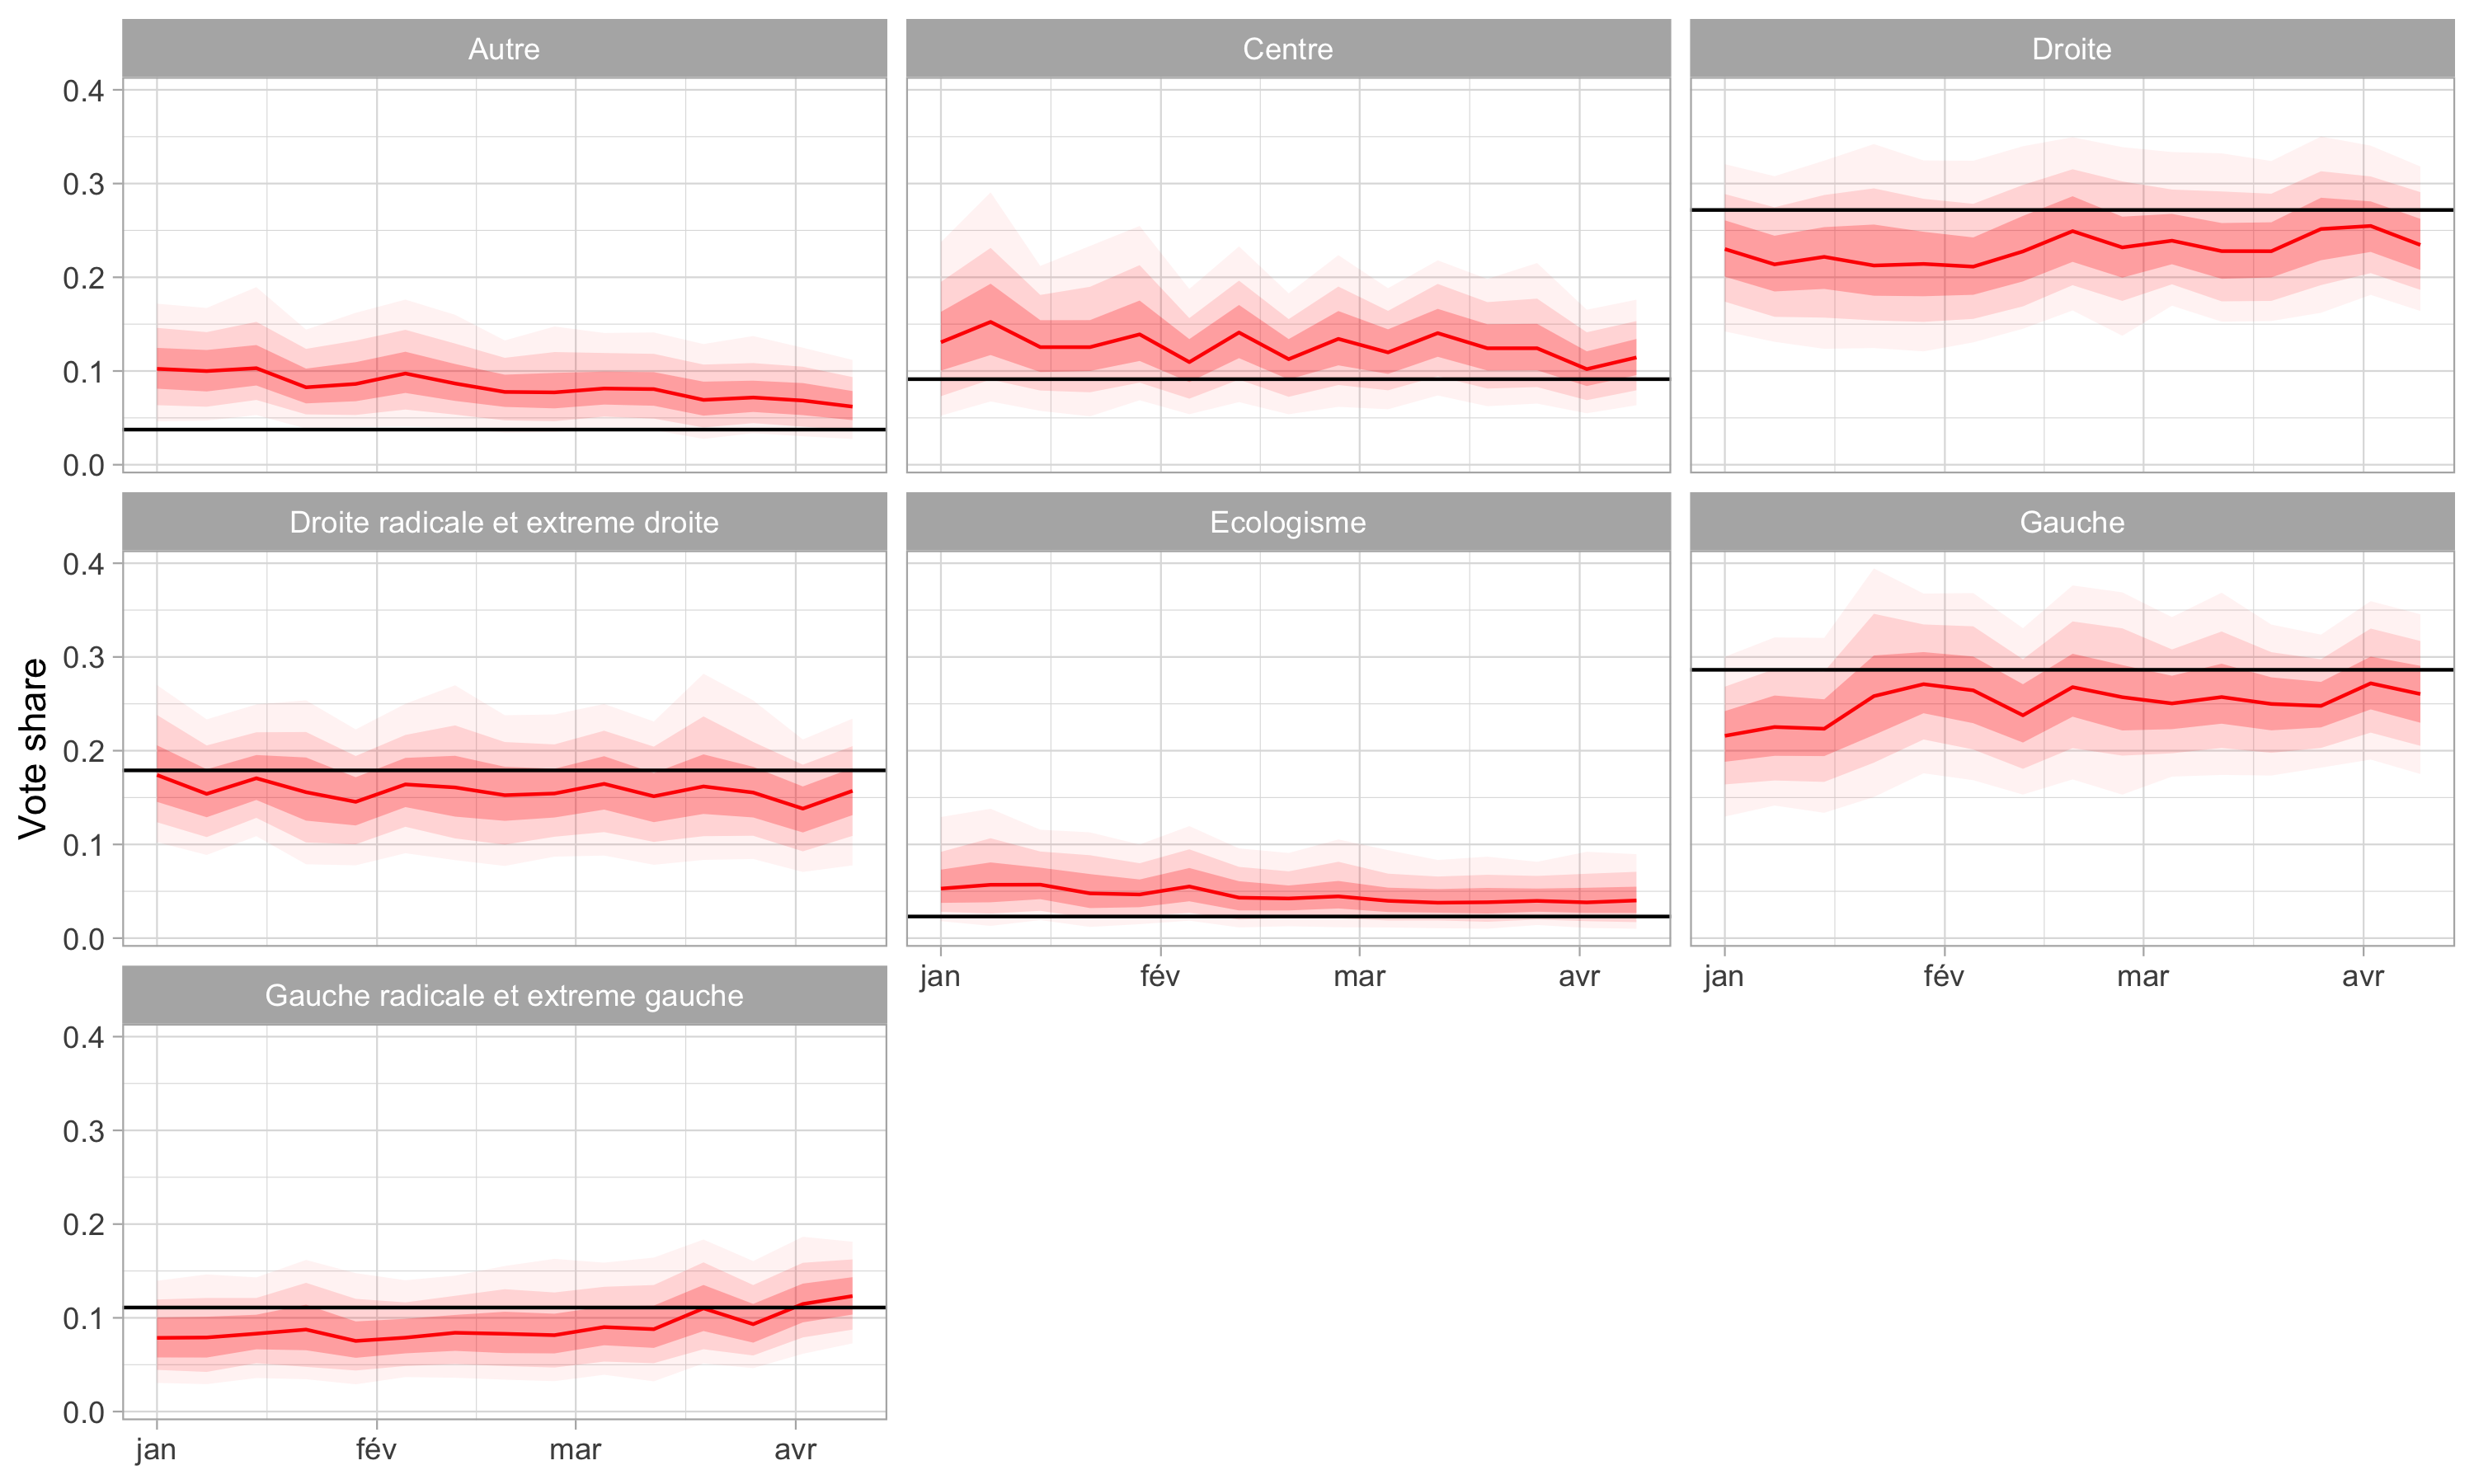 Autre
Centre
Droite
0.4
0.3
0.2
0.1
0.0
Droite radicale et extreme droite
Ecologisme
Gauche
Vote share
0.4
0.3
0.2
0.1
0.0
jan fév mar avr
jan fév mar avr
Gauche radicale et extreme gauche
0.4
0.3
0.2
0.1
0.0
jan fév mar avr